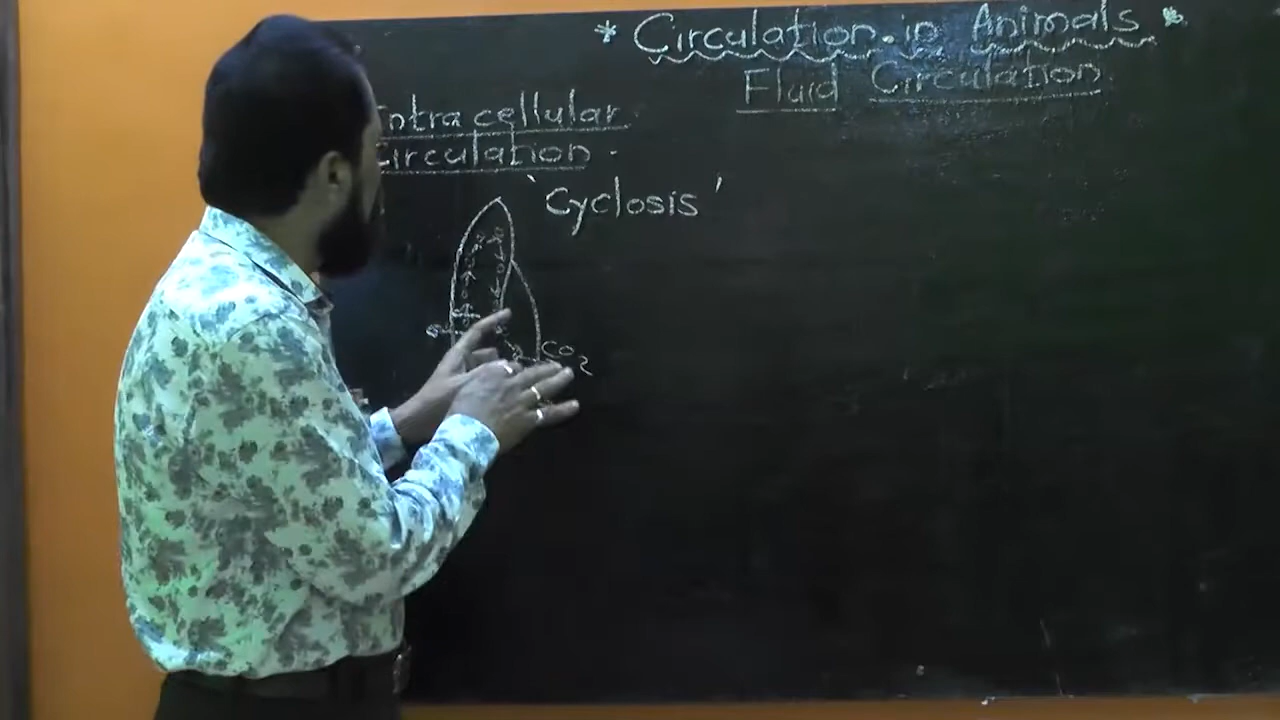 * Circulation in Animals *
Fluid Circulation
Intracellular
Circulation.
'Cyclosis'
CO2